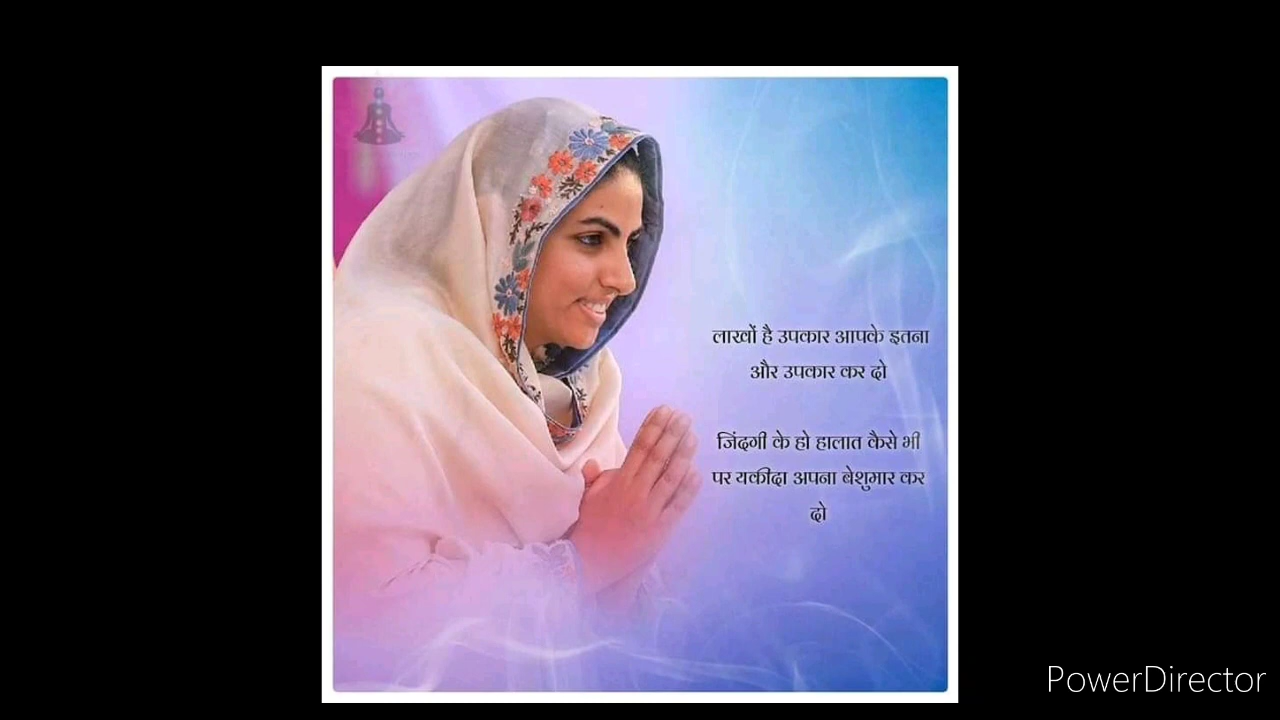 लाखों है उपकार आपके इतना
और उपकार कर दो
जिंदगी के हो हालात कैसे भी
पर यकीदा अपना बेशुमार कर
दो
PowerDirector